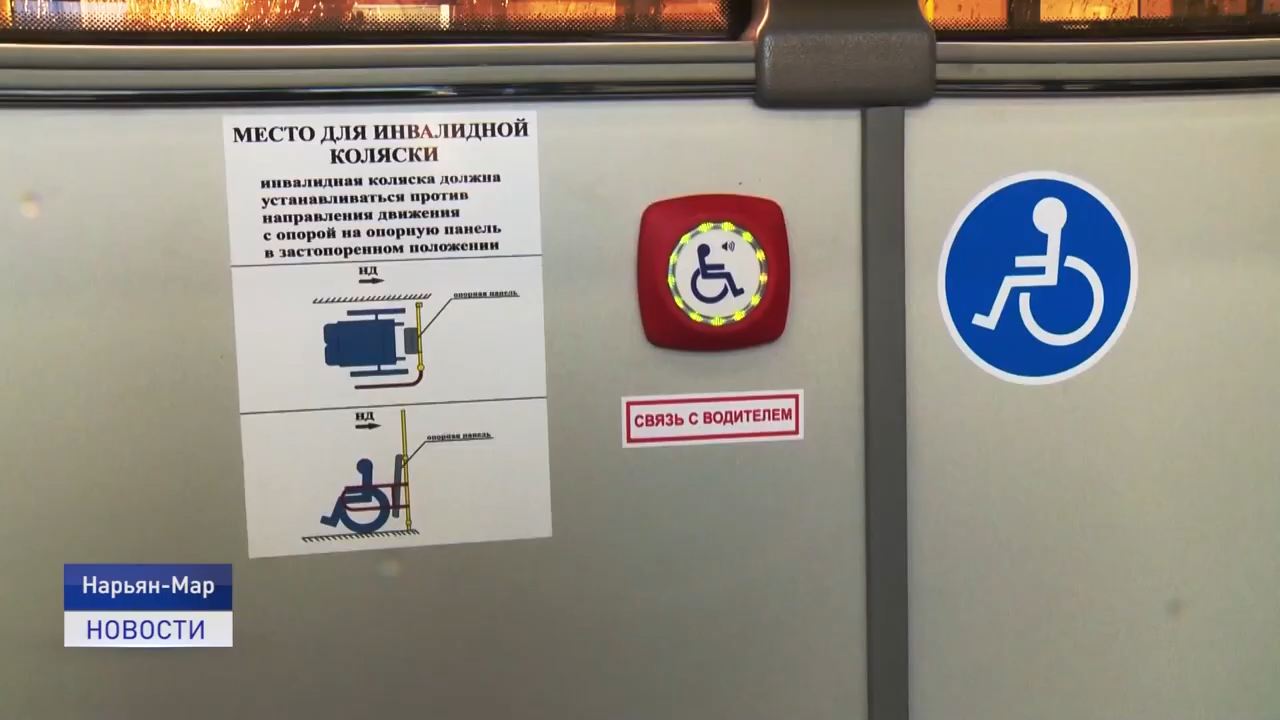 МЕСТО ДЛЯ ИНВАЛИДНОЙ
КОЛЯСКИ
инвалидная коляска должна
устанавливаться против
направления движения
с опорой на опорную панель
в застопоренном положении
НД
опорная панель
НД
опорная панель
СВЯЗЬ С ВОДИТЕЛЕМ
Нарьян-Мар
НОВОСТИ